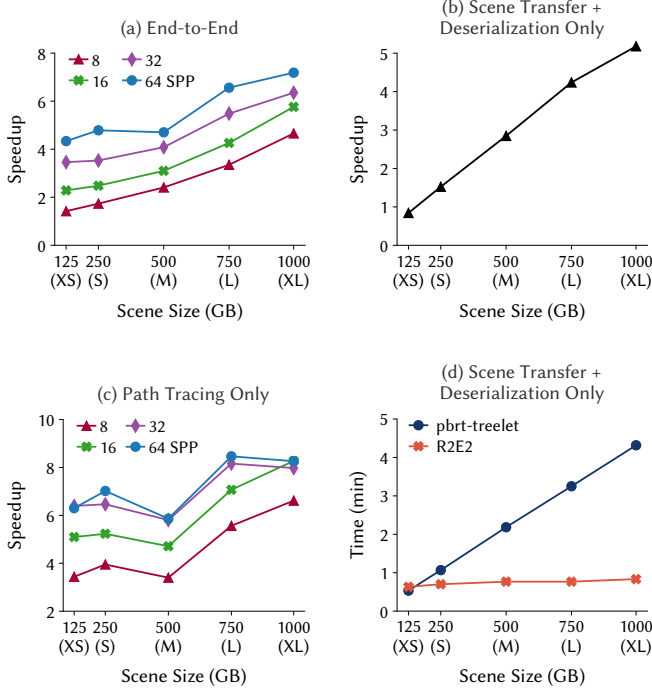 (a) End-to-End
8
32
16
64 SPP
Speedup
8
6
4
2
0
125 250 500 750 1000
(XS) (S) (M) (L) (XL)
Scene Size (GB)
(b) Scene Transfer +
Deserialization Only
Speedup
5
4
3
2
1
0
125 250 500 750 1000
(XS) (S) (M) (L) (XL)
Scene Size (GB)
(c) Path Tracing Only
8
32
16
64 SPP
Speedup
10
8
6
4
2
125 250 500 750 1000
(XS) (S) (M) (L) (XL)
Scene Size (GB)
(d) Scene Transfer +
Deserialization Only
pbrt-treelet
R2E2
Time (min)
5
4
3
2
1
0
125 250 500 750 1000
(XS) (S) (M) (L) (XL)
Scene Size (GB)